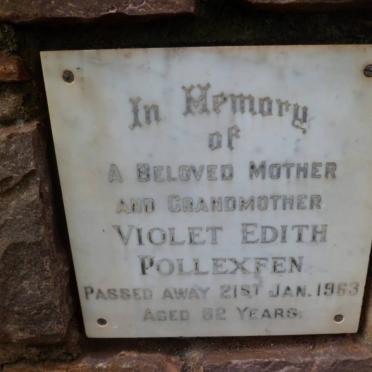 In Memory
of
A Beloved Mother
and Grandmother
Violet Edith
Pollexfen
Passed away 21st Jan. 1963
Aged 82 Years.